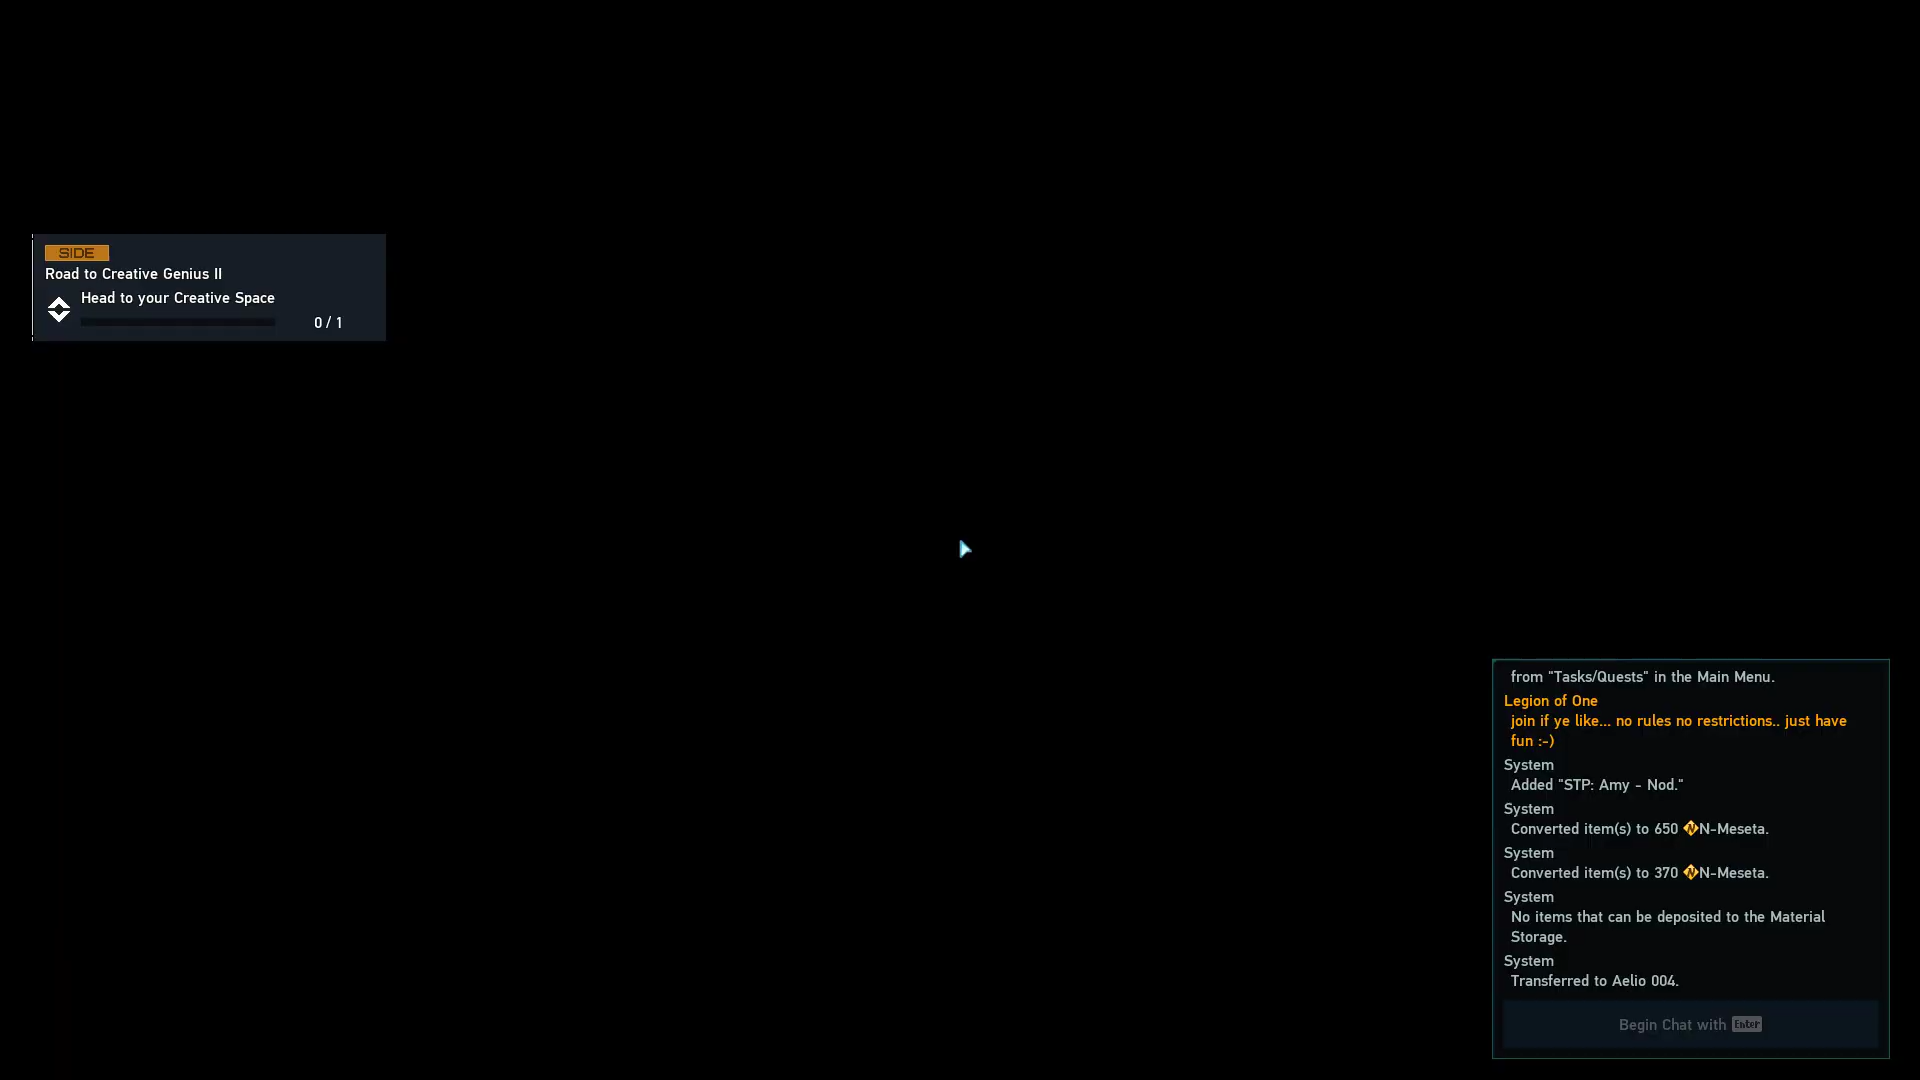 SIDE
Road to Creative Genius II
Head to your Creative Space
0 / 1
from "Tasks/Quests" in the Main Menu.
Legion of One
join if ye like... no rules no restrictions.. just have
fun :-)
System
Added "STP: Amy - Nod."
System
Converted item(s) to 650 N-Meseta.
System
Converted item(s) to 370 N-Meseta.
System
No items that can be deposited to the Material
Storage.
System
Transferred to Aelio 004.
Begin Chat with Enter